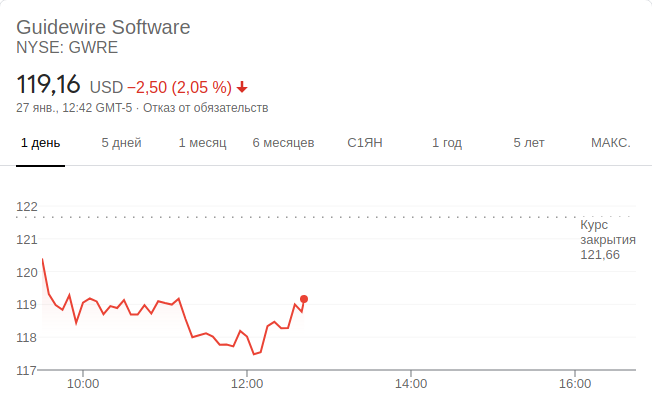 Guidewire Software
NYSE: GWRE
119,16 USD −2,50 (2,05 %)
27 янв., 12:42 GMT-5 · Отказ от обязательств
1 день 5 дней 1 месяц 6 месяцев С1ЯН 1 год 5 лет МАКС.
122
Курс
закрытия
121,66
121
120
119
118
117
10:00 12:00 14:00 16:00